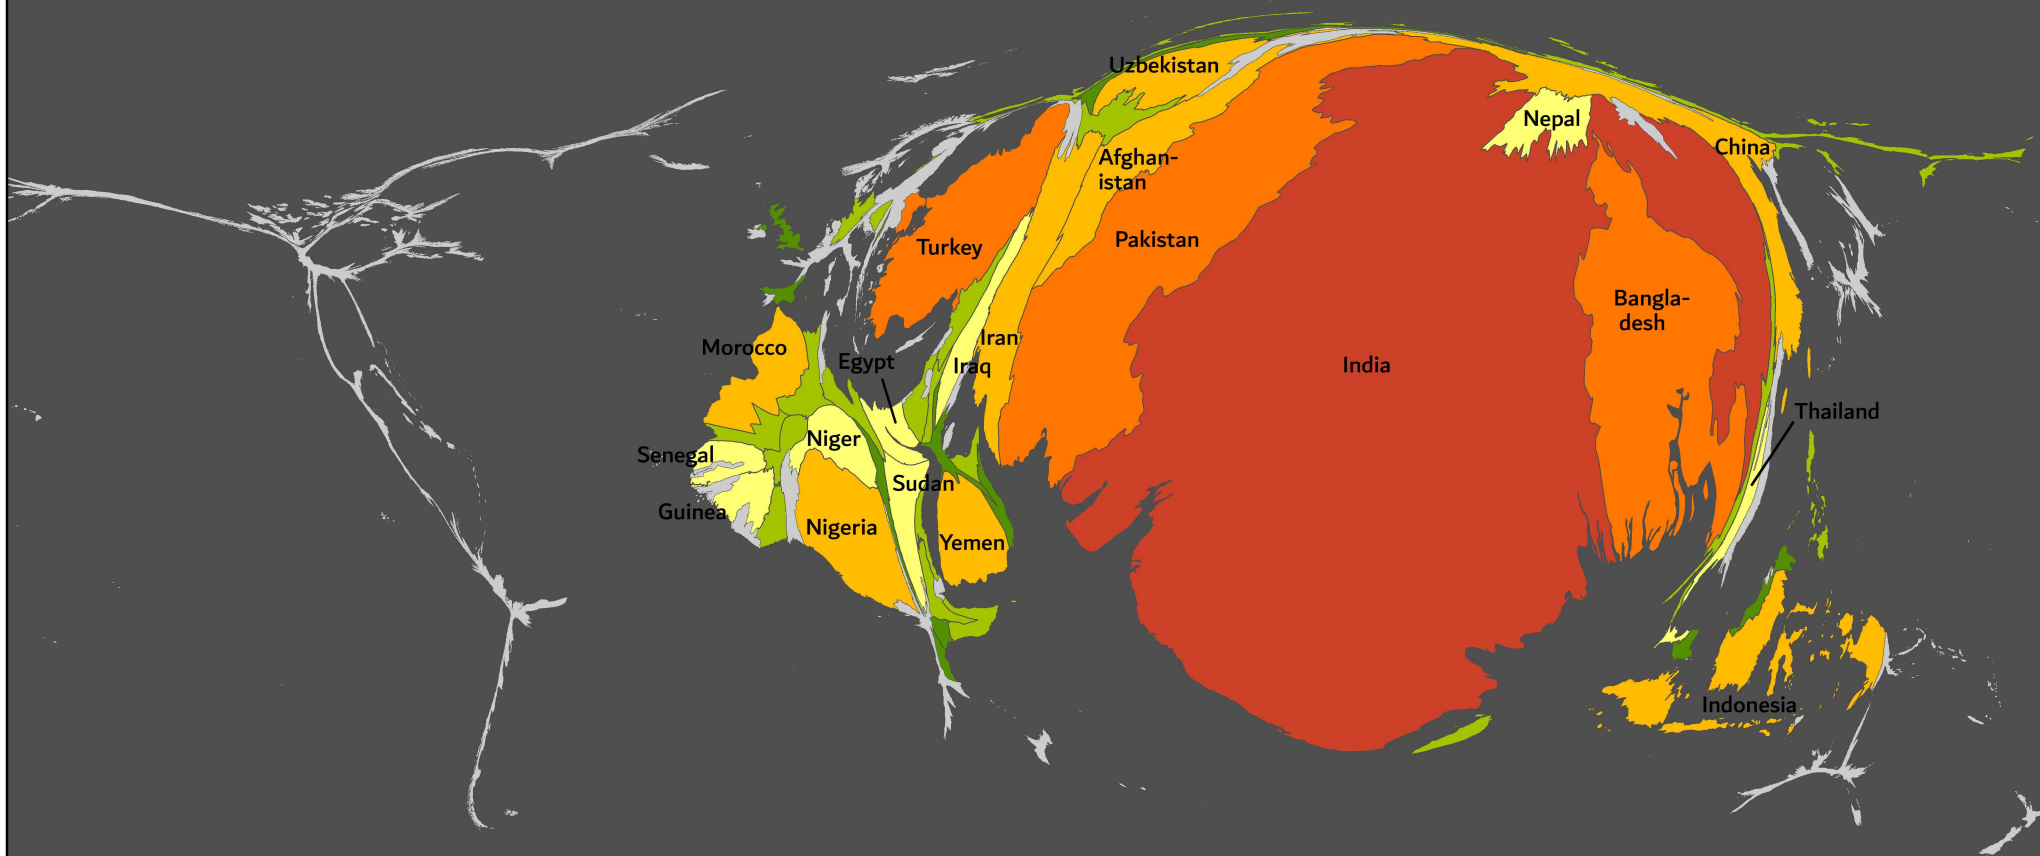 Uzbekistan
Nepal
China
Afghan-
istan
Turkey
Pakistan
Bangla-
desh
Morocco
Egypt
Iran
Iraq
India
Thailand
Niger
Senegal
Sudan
Guinea
Nigeria
Yemen
Indonesia